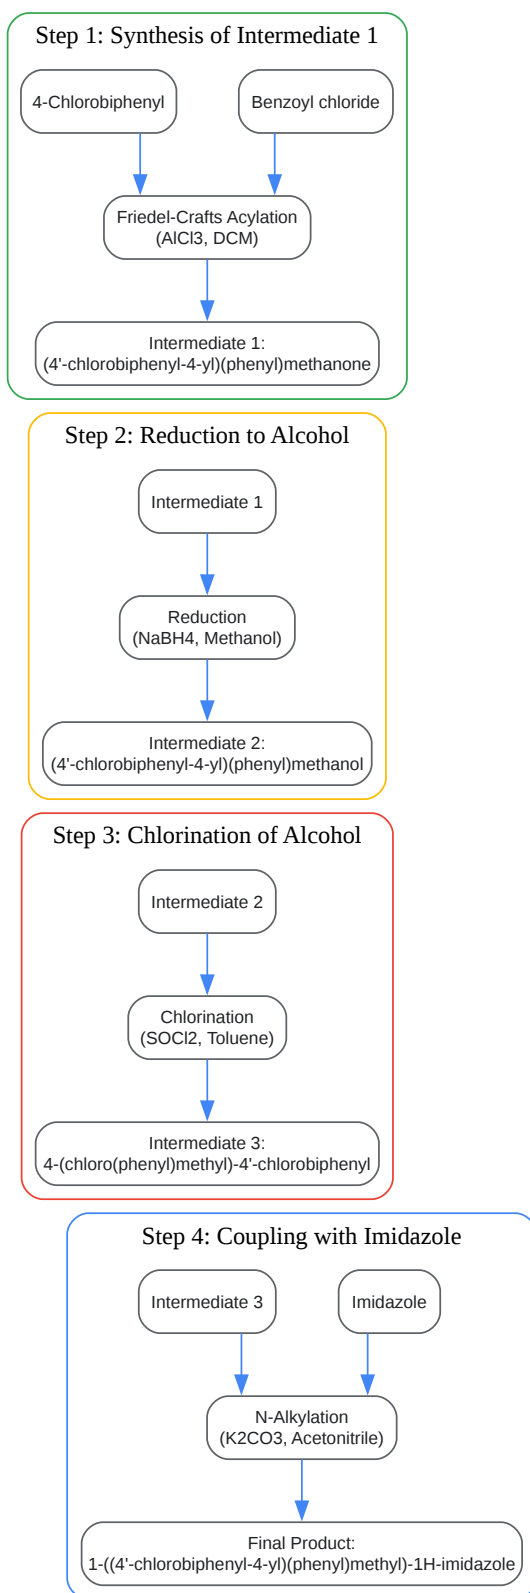 Step 1: Synthesis of Intermediate 1
4-Chlorobiphenyl
Benzoyl chloride
Friedel-Crafts Acylation
(AlCl3, DCM)
Intermediate 1:
(4'-chlorobiphenyl-4-yl)(phenyl)methanone
Step 2: Reduction to Alcohol
Intermediate 1
Reduction
(NaBH4, Methanol)
Intermediate 2:
(4'-chlorobiphenyl-4-yl)(phenyl)methanol
Step 3: Chlorination of Alcohol
Intermediate 2
Chlorination
(SOCl2, Toluene)
Intermediate 3:
4-(chloro(phenyl)methyl)-4'-chlorobiphenyl
Step 4: Coupling with Imidazole
Intermediate 3
Imidazole
N-Alkylation
(K2CO3, Acetonitrile)
Final Product:
1-((4'-chlorobiphenyl-4-yl)(phenyl)methyl)-1H-imidazole